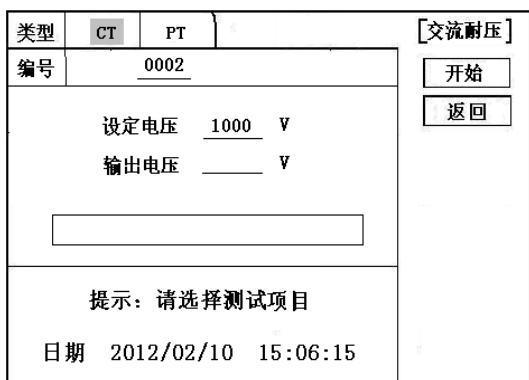 类型 CT PT [交流耐压]
编号 0002 开始
返回
设定电压 1000 V
输出电压 V
提示：请选择测试项目
日期 2012/02/10 15:06:15